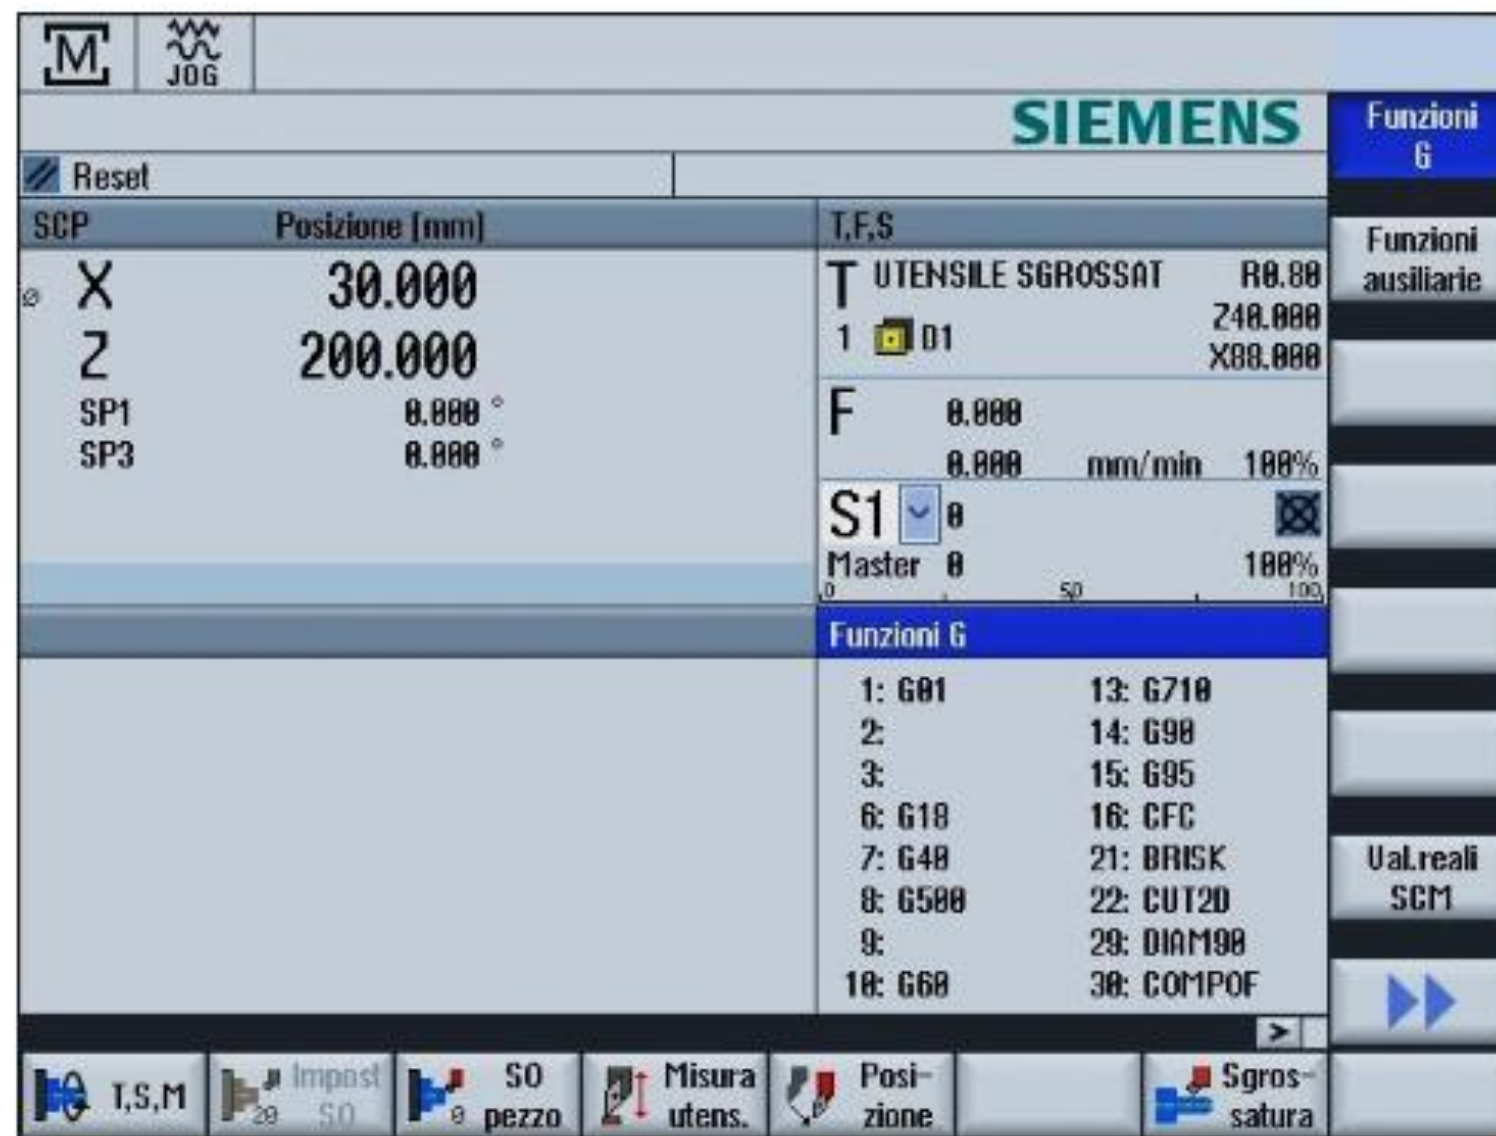 M
JOG
SIEMENS
Reset
SCP Posizione [mm]
X 30.000
Z 200.000
SP1 0.000 °
SP3 0.000 °
T,F,S
T UTENSILE SGROSSAT R0.80
Z40.000
1 D1
X88.000
F 0.000
0.000 mm/min 100%
S1 0
Master 0 100%
0 50 100
Funzioni G
1: G01 13: G710
2: 14: G90
3: 15: G95
6: G18 16: CFC
7: G40 21: BRISK
8: G500 22: CUT2D
9: 29: DIAM90
10: G60 30: COMPOF
>
Funzioni
G
Funzioni
ausiliarie
Val.reali
SCM
T,S,M
20 Impost
SO
0 SO
pezzo
Misura
utens.
Posi-
zione
Sgros-
satura